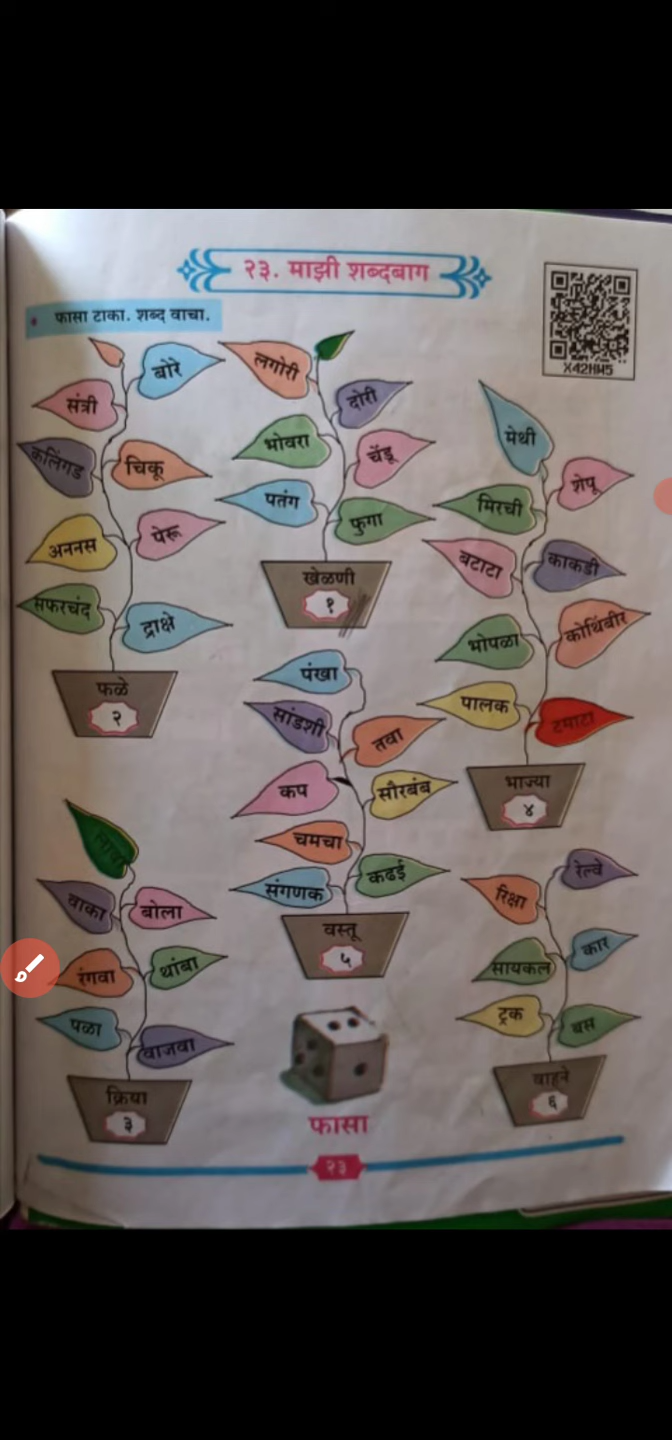 २३. माझी शब्दबाग
फासा टाका. शब्द वाचा.
X42HW5
बोरे
संत्री
कलिंगड
चिकू
अननस
पेरू
सफरचंद
द्राक्षे
फळे
२
लगोरी
दोरी
भोवरा
चेंडू
पतंग
फुगा
खेळणी
१
मेथी
शेपू
मिरची
बटाटा
काकडी
कोथिंबीर
भोपळा
पालक
टमाटा
भाज्या
४
पंखा
सांडशी
तवा
कप
सौरबंब
चमचा
कढई
संगणक
वस्तू
५
वाका
बोला
रंगवा
थांबा
पळा
वाजवा
क्रिया
३
रेल्वे
रिक्षा
कार
सायकल
ट्रक
बस
वाहने
६
फासा
२३